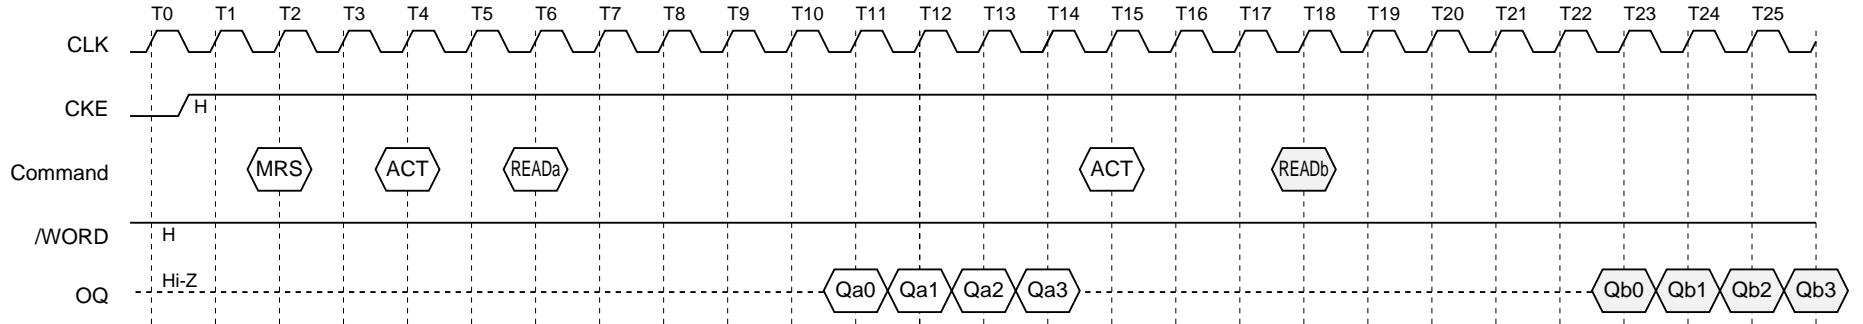 T0 T1 T2 T3 T4 T5 T6 T7 T8 T9 T10 T11 T12 T13 T14 T15 T16 T17 T18 T19 T20 T21 T22 T23 T24 T25
CLK
CKE H
Command MRS ACT READa ACT READb
/WORD H
OQ Hi-Z Qa0 Qa1 Qa2 Qa3 Qb0 Qb1 Qb2 Qb3